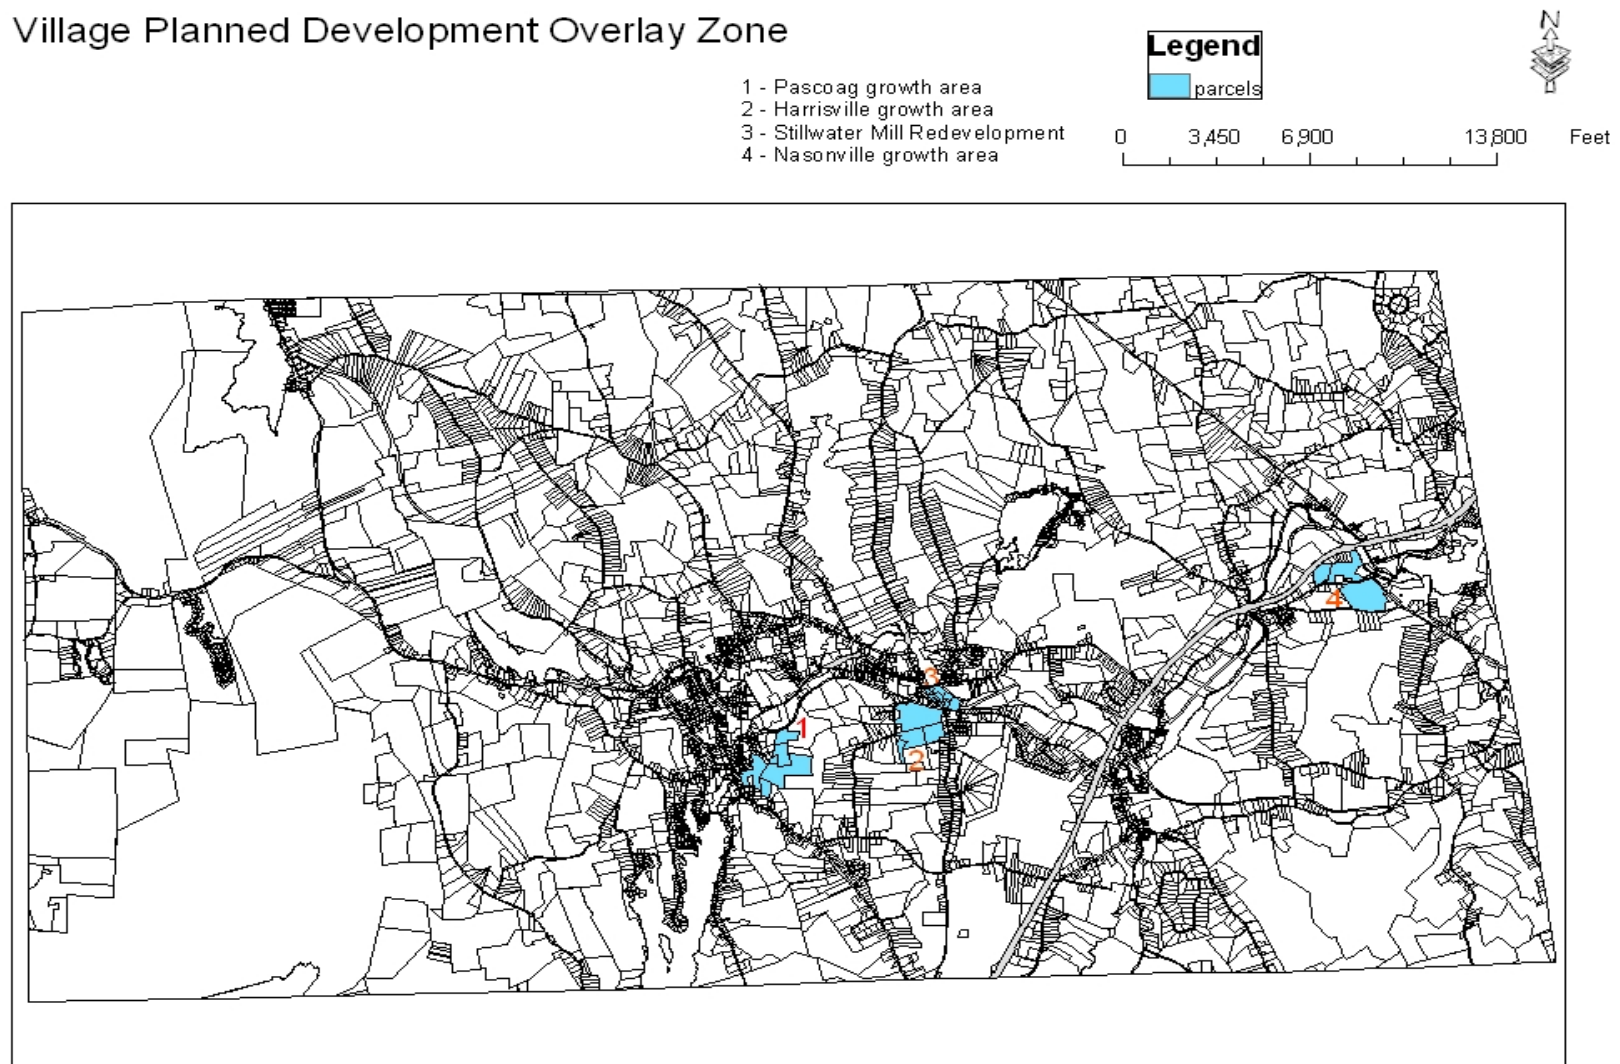 Village Planned Development Overlay Zone
1 - Pascoag growth area
2 - Harrisville growth area
3 - Stillwater Mill Redevelopment
4 - Nasonville growth area
Legend
parcels
N
0 3,450 6,900 13,800 Feet
4
3
1
2